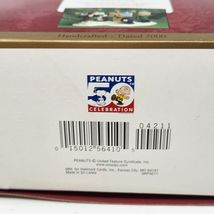 Handcrafted • Dated 2000
PEANUTS
50
CELEBRATION
04211
0 15012 56410 5
PEANUTS © United Feature Syndicate, Inc.
Made in Sri Lanka